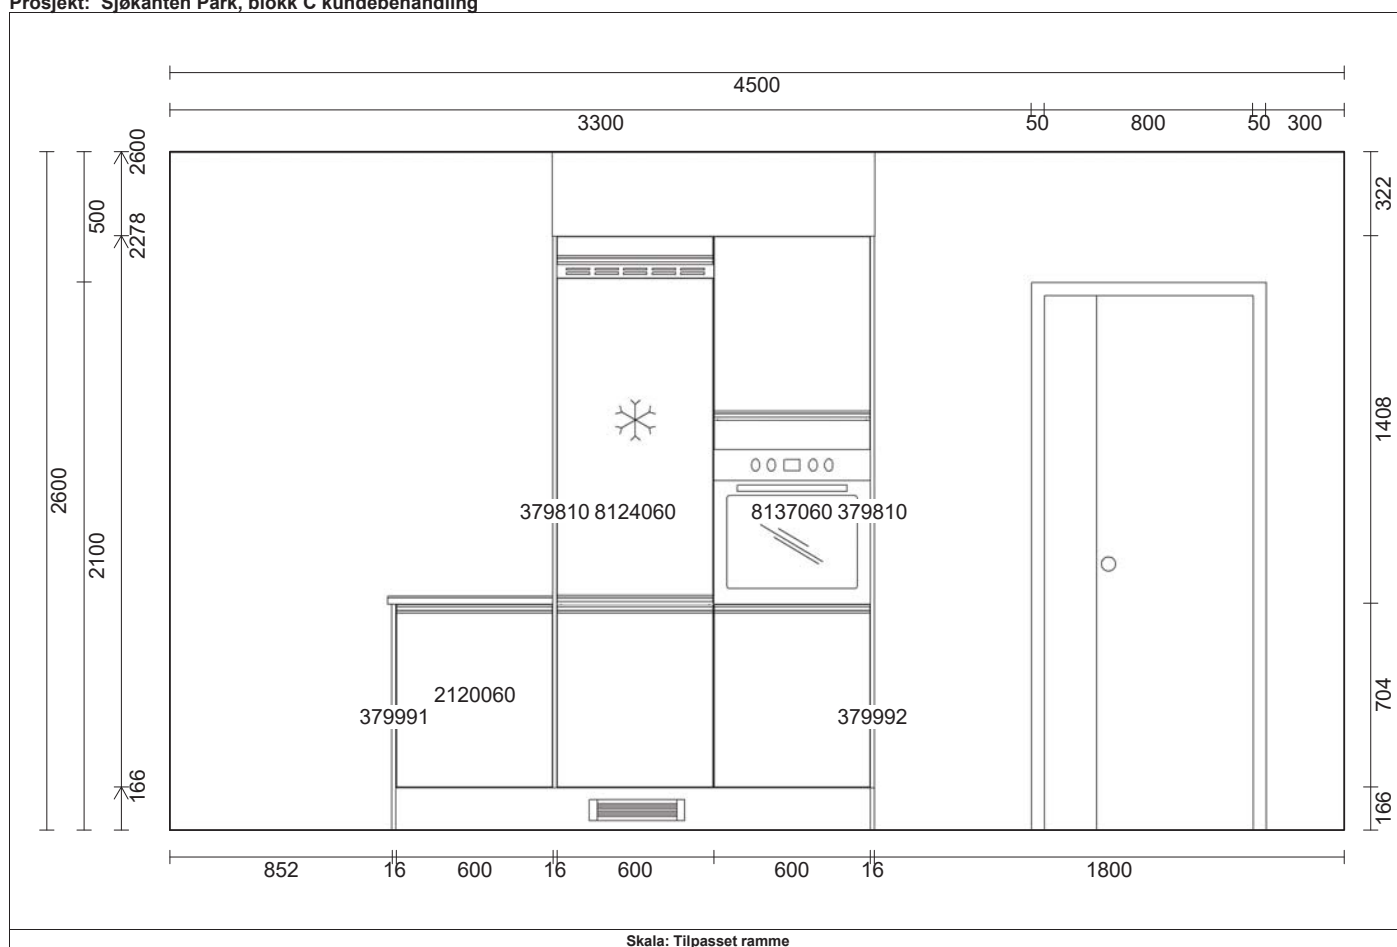 Prosjekt: Sjøkanten Park, blokk C kundebehandling
4500
3300 50 800 50 300
2600
2278
500
322
1408
2600
2100
379810 8124060 8137060 379810
2120060
379991 379992
704
166
166
852 16 600 16 600 600 16 1800
Skala: Tilpasset ramme